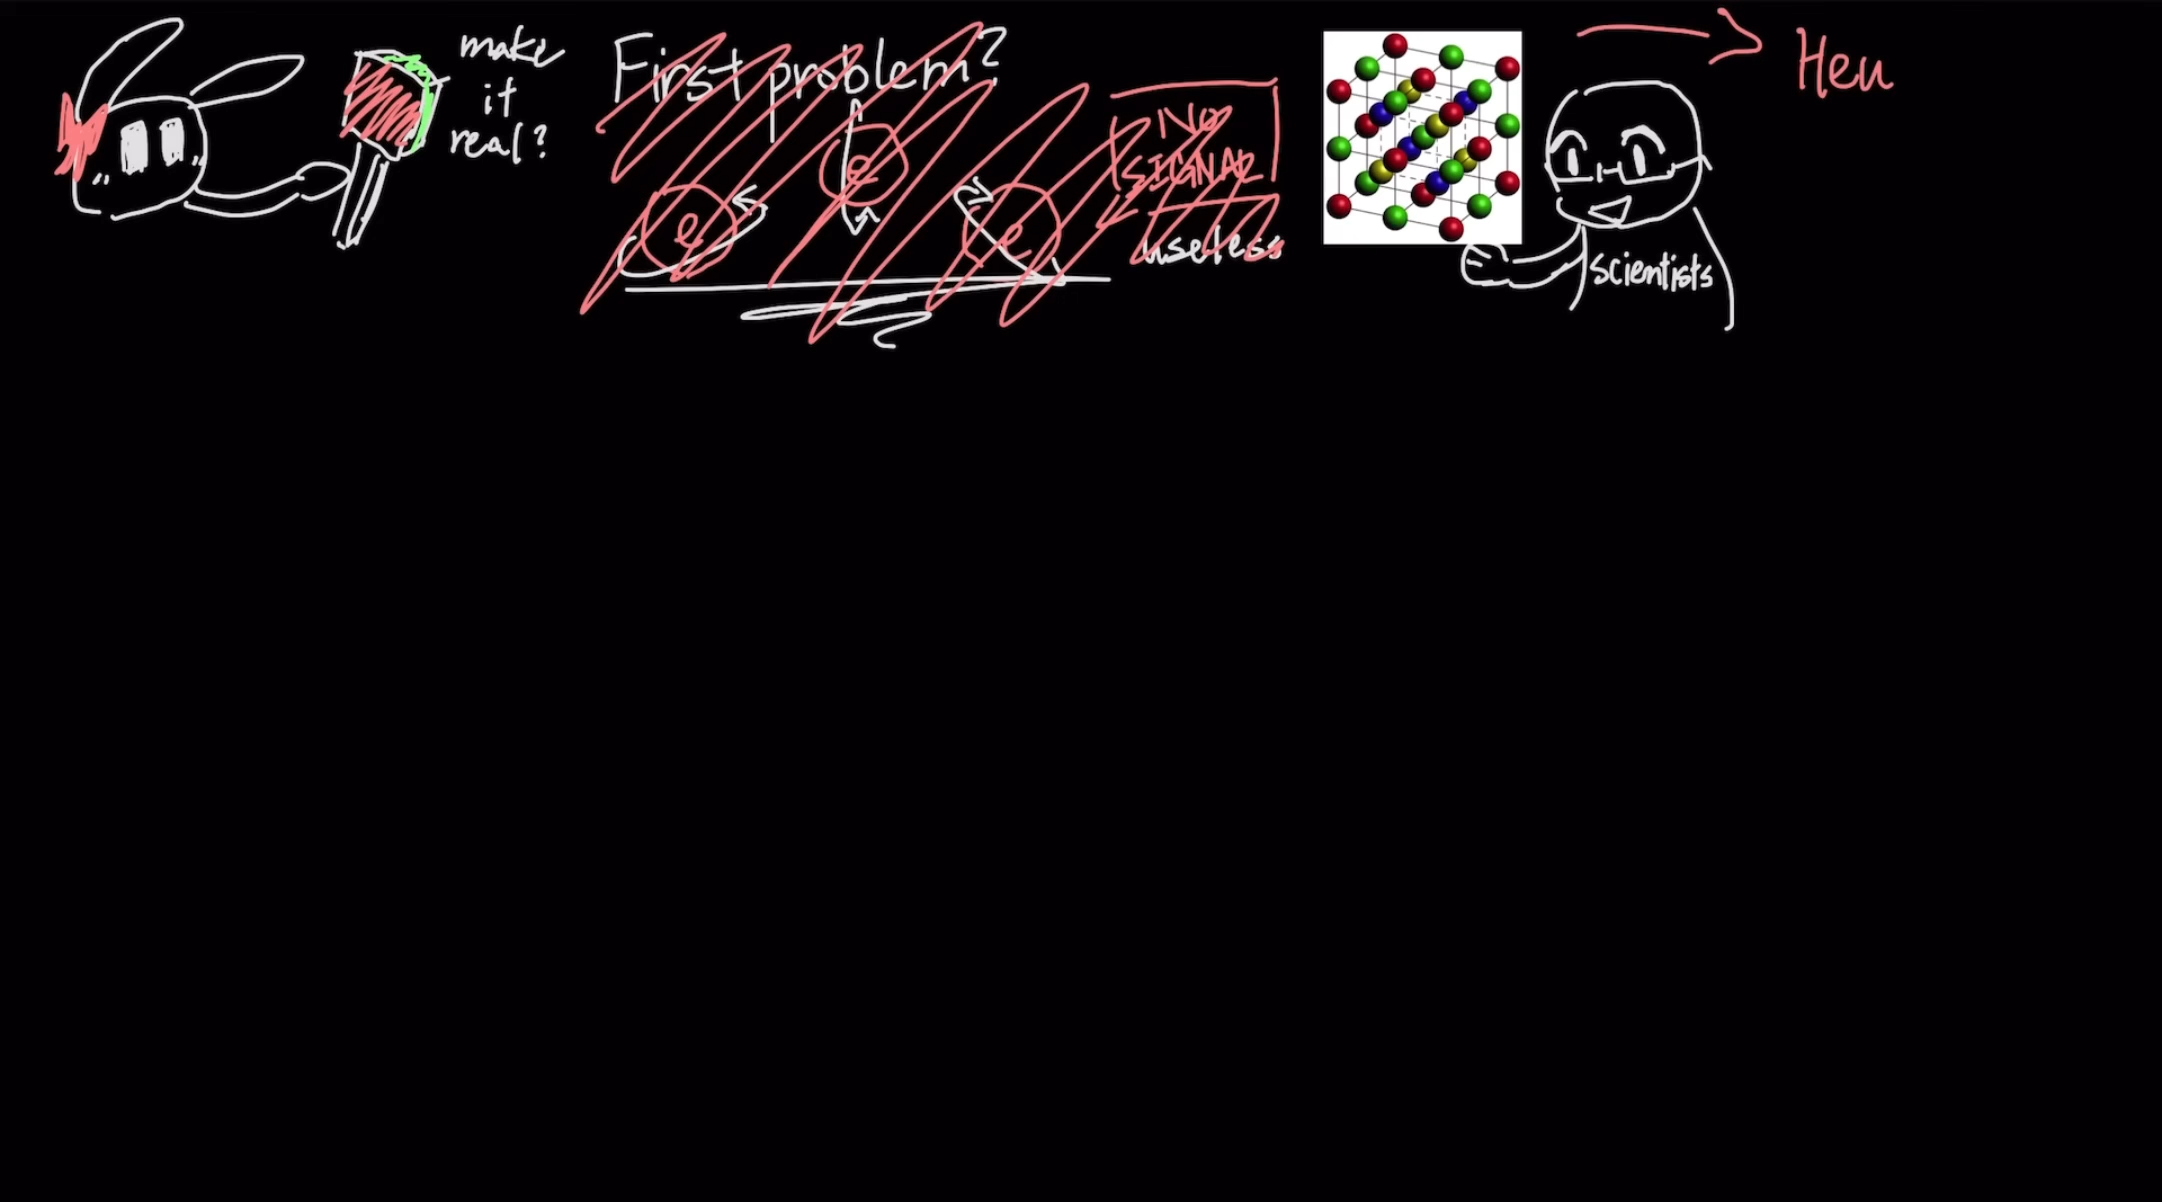 make
it
real?
First problem?
e
e
e
NO
SIGNAL
useless
scientists
Heu